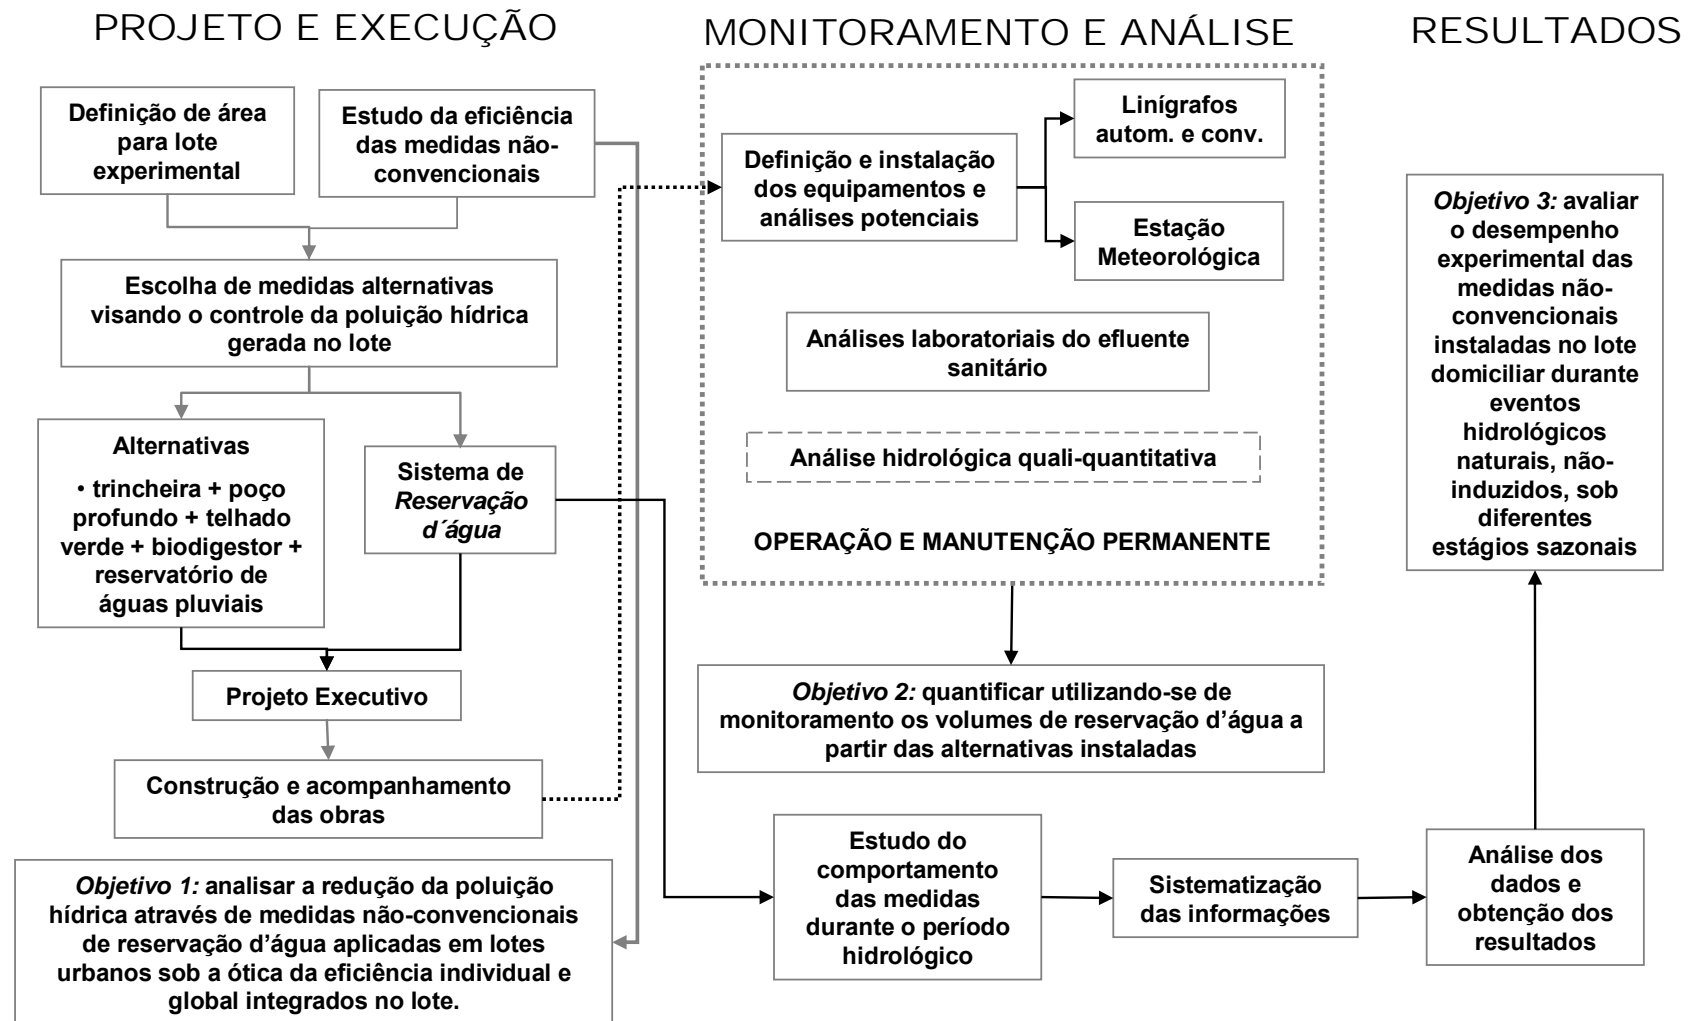 PROJETO E EXECUÇÃO
Definição de área
para lote
experimental
Estudo da eficiência
das medidas não-
convencionais
Escolha de medidas alternativas
visando o controle da poluição hídrica
gerada no lote
Alternativas
• trincheira + poço
profundo + telhado
verde + biodigestor +
reservatório de
águas pluviais
Sistema de
Reservação
d´água
Projeto Executivo
Construção e acompanhamento
das obras
Objetivo 1: analisar a redução da poluição
hídrica através de medidas não-convencionais
de reservação d’água aplicadas em lotes
urbanos sob a ótica da eficiência individual e
global integrados no lote.
MONITORAMENTO E ANÁLISE
Definição e instalação
dos equipamentos e
análises potenciais
Linígrafos
autom. e conv.
Estação
Meteorológica
Análises laboratoriais do efluente
sanitário
Análise hidrológica quali-quantitativa
OPERAÇÃO E MANUTENÇÃO PERMANENTE
Objetivo 2: quantificar utilizando-se de
monitoramento os volumes de reservação d’água a
partir das alternativas instaladas
Estudo do
comportamento
das medidas
durante o período
hidrológico
Sistematização
das informações
RESULTADOS
Objetivo 3: avaliar
o desempenho
experimental das
medidas não-
convencionais
instaladas no lote
domiciliar durante
eventos
hidrológicos
naturais, não-
induzidos, sob
diferentes
estágios sazonais
Análise dos
dados e
obtenção dos
resultados